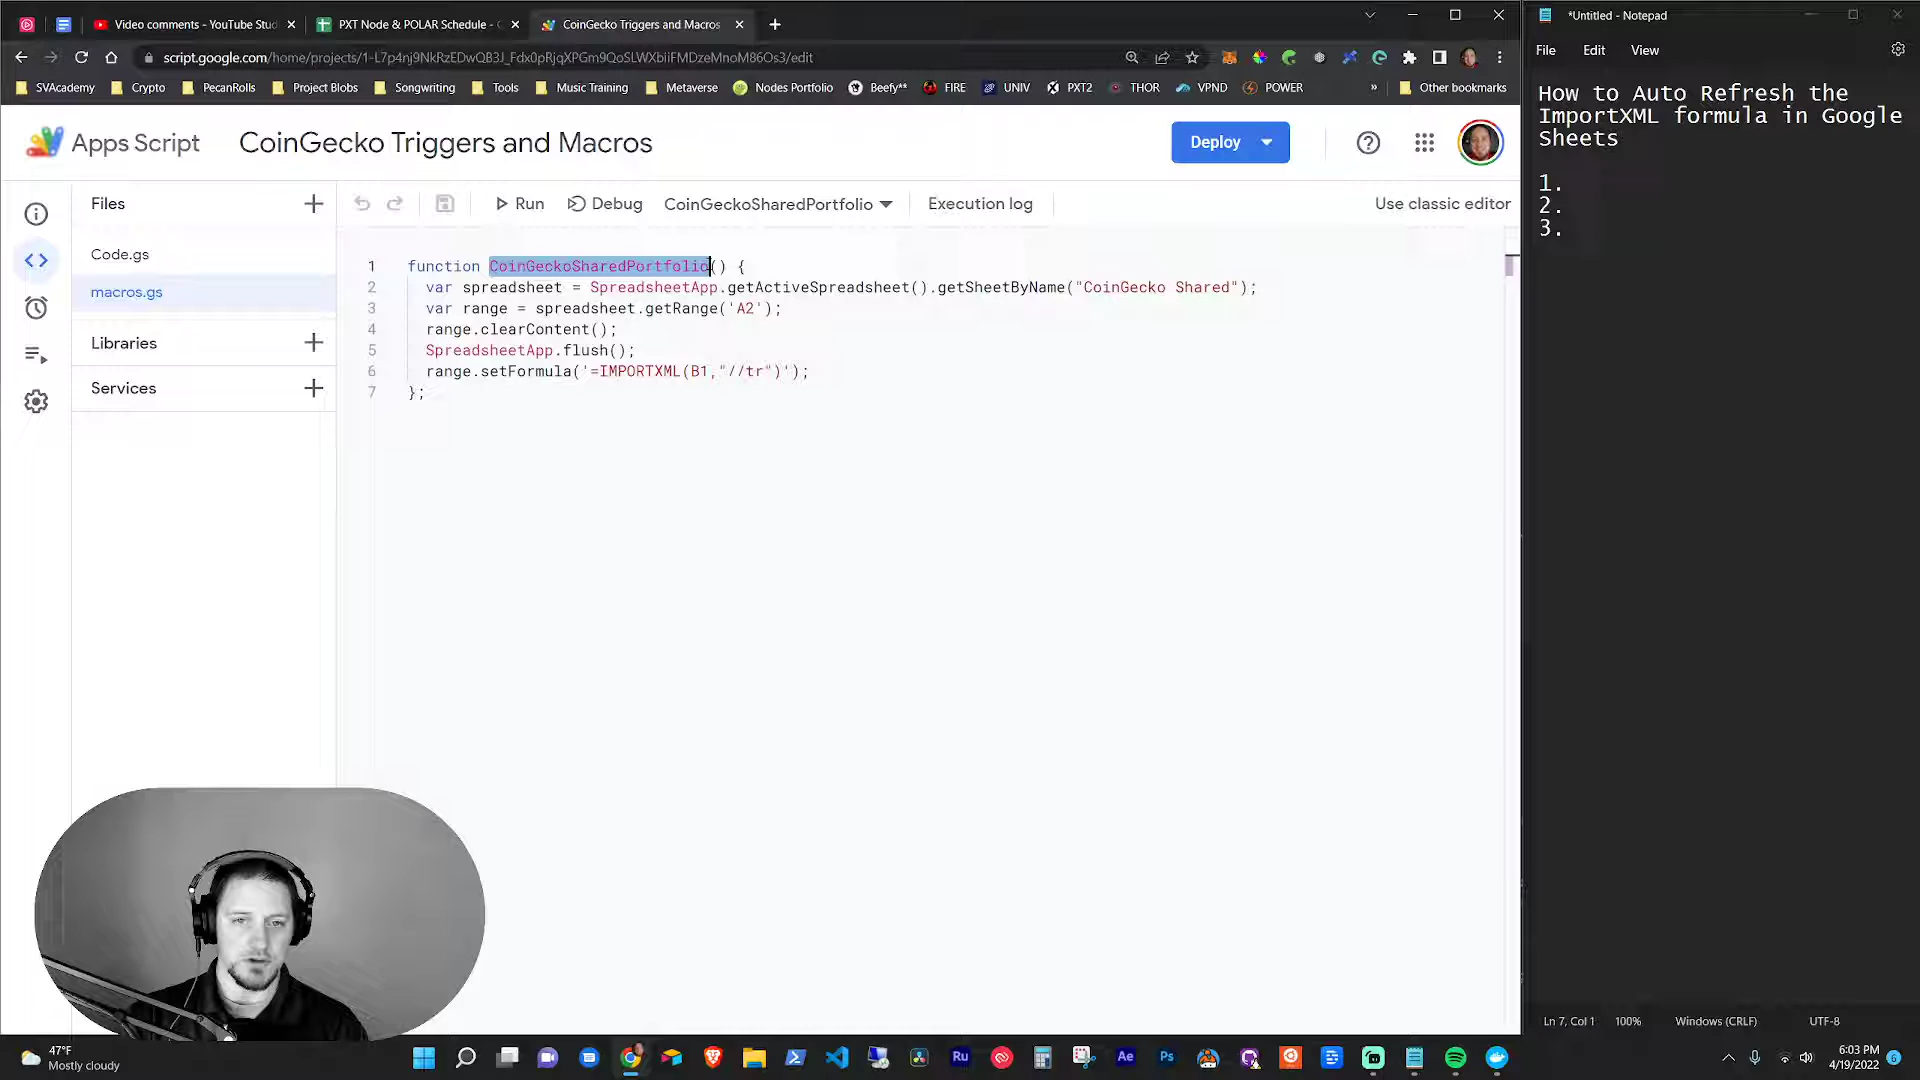 Video comments - YouTube Stu
PXT Node & POLAR Schedule -
CoinGecko Triggers and Macros
*Untitled - Notepad
script.google.com/home/projects/1-L7p4nj9NkRzEDwQB3J_Fdx0pRjqXPGm9QoSLWXbiiFMDzeMnoM86Os3/edit
File Edit View
SVAcademy Crypto PecanRolls Project Blobs Songwriting Tools Music Training Metaverse Nodes Portfolio Beefy** FIRE UNIV PXT2 THOR VPND POWER » Other bookmarks
How to Auto Refresh the
ImportXML formula in Google
Sheets
1.
2.
3.
Apps Script
CoinGecko Triggers and Macros
Deploy
Files
Run
Debug
CoinGeckoSharedPortfolio
Execution log
Use classic editor
Code.gs
macros.gs
Libraries
Services
1 function CoinGeckoSharedPortfolio() {
2 var spreadsheet = SpreadsheetApp.getActiveSpreadsheet().getSheetByName("CoinGecko Shared");
3 var range = spreadsheet.getRange('A2');
4 range.clearContent();
5 SpreadsheetApp.flush();
6 range.setFormula('=IMPORTXML(B1,"//tr")');
7 };
Ln 7, Col 1 100% Windows (CRLF) UTF-8
47°F
Mostly cloudy
Ru
Ae
Ps
6:03 PM
4/19/2022
6